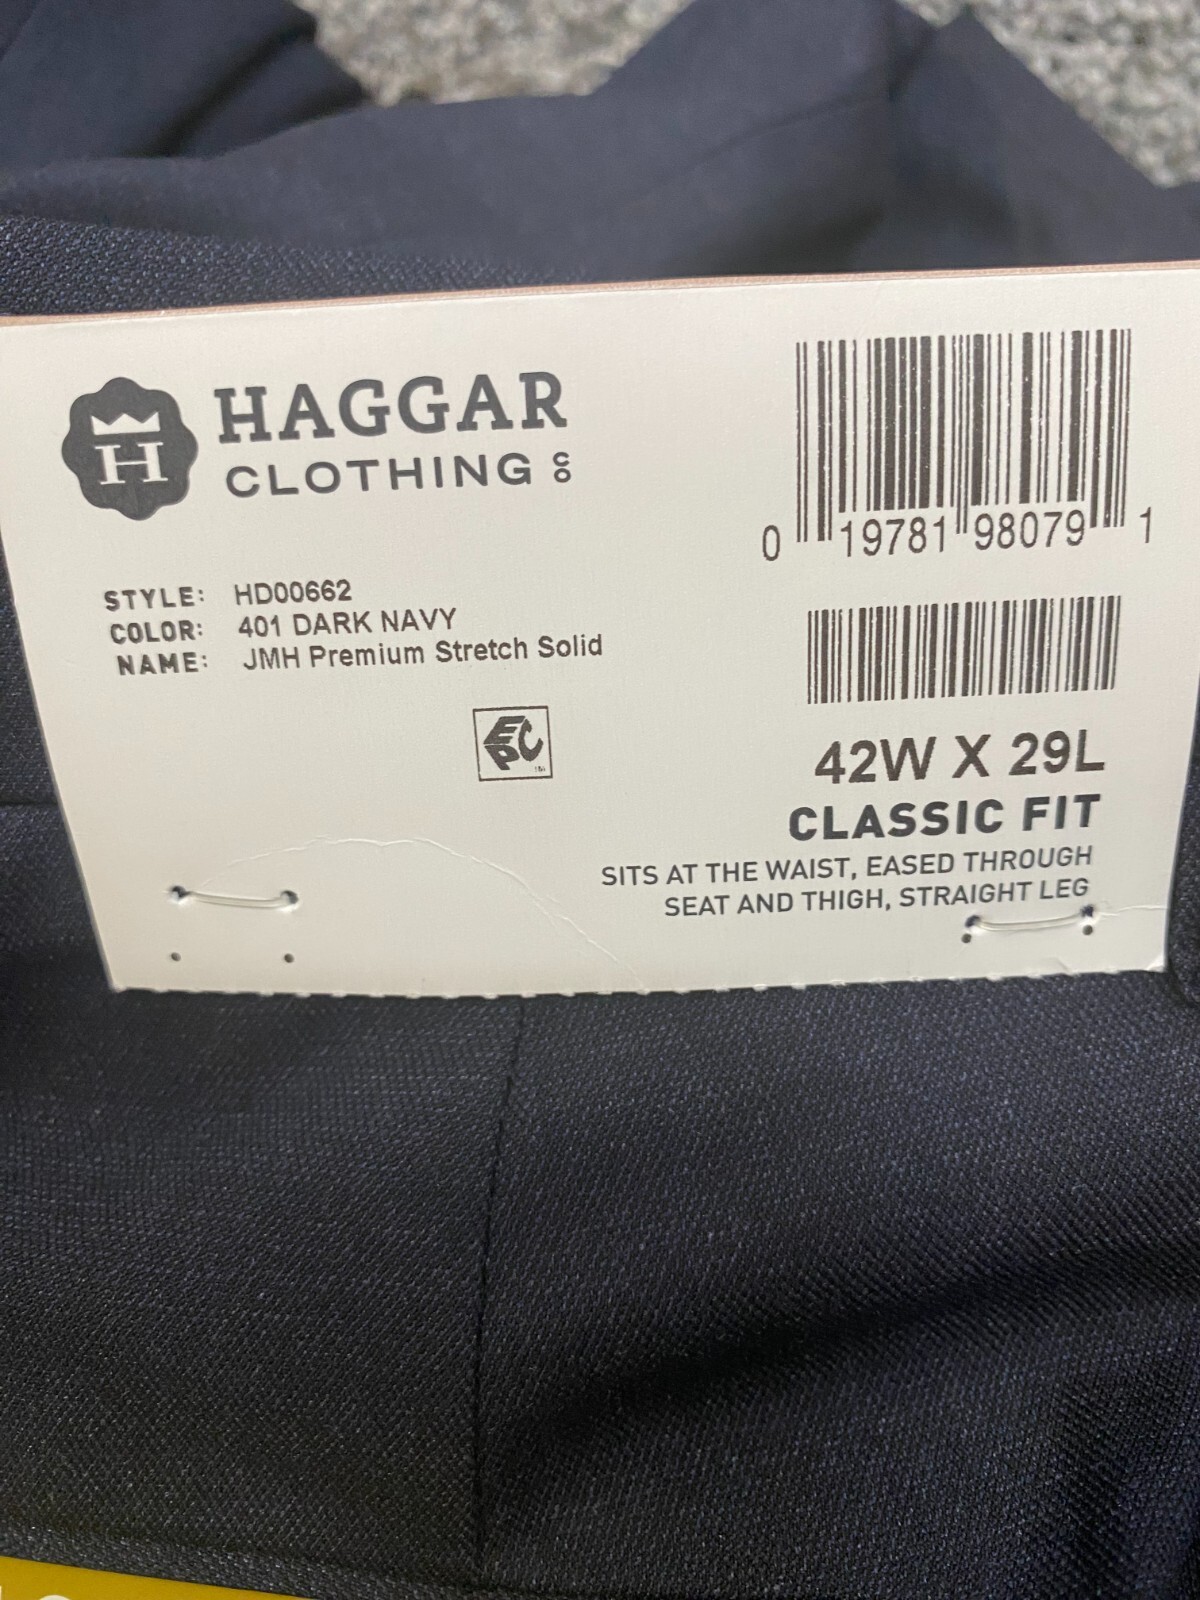 H
HAGGAR
CLOTHING CO
0 19781 98079 1
STYLE: HD00662
COLOR: 401 DARK NAVY
NAME: JMH Premium Stretch Solid
EPC
42W X 29L
CLASSIC FIT
SITS AT THE WAIST, EASED THROUGH
SEAT AND THIGH, STRAIGHT LEG